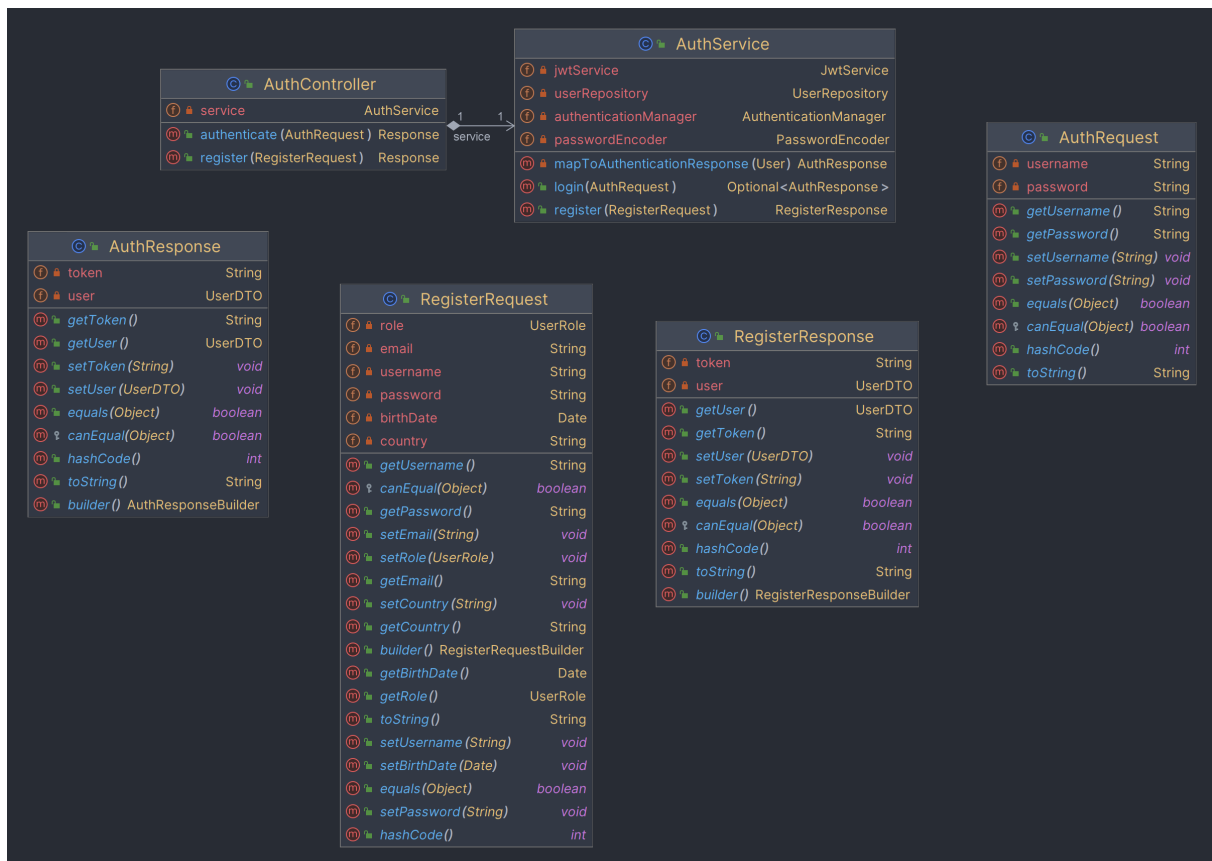 AuthController
service AuthService
authenticate(AuthRequest) Response
register(RegisterRequest) Response
1 1
service
AuthService
jwtService JwtService
userRepository UserRepository
authenticationManager AuthenticationManager
passwordEncoder PasswordEncoder
mapToAuthenticationResponse(User) AuthResponse
login(AuthRequest) Optional<AuthResponse>
register(RegisterRequest) RegisterResponse
AuthRequest
username String
password String
getUsername() String
getPassword() String
setUsername(String) void
setPassword(String) void
equals(Object) boolean
canEqual(Object) boolean
hashCode() int
toString() String
AuthResponse
token String
user UserDTO
getToken() String
getUser() UserDTO
setToken(String) void
setUser(UserDTO) void
equals(Object) boolean
canEqual(Object) boolean
hashCode() int
toString() String
builder() AuthResponseBuilder
RegisterRequest
role UserRole
email String
username String
password String
birthDate Date
country String
getUsername() String
canEqual(Object) boolean
getPassword() String
setEmail(String) void
setRole(UserRole) void
getEmail() String
setCountry(String) void
getCountry() String
builder() RegisterRequestBuilder
getBirthDate() Date
getRole() UserRole
toString() String
setUsername(String) void
setBirthDate(Date) void
equals(Object) boolean
setPassword(String) void
hashCode() int
RegisterResponse
token String
user UserDTO
getUser() UserDTO
getToken() String
setUser(UserDTO) void
setToken(String) void
equals(Object) boolean
canEqual(Object) boolean
hashCode() int
toString() String
builder() RegisterResponseBuilder